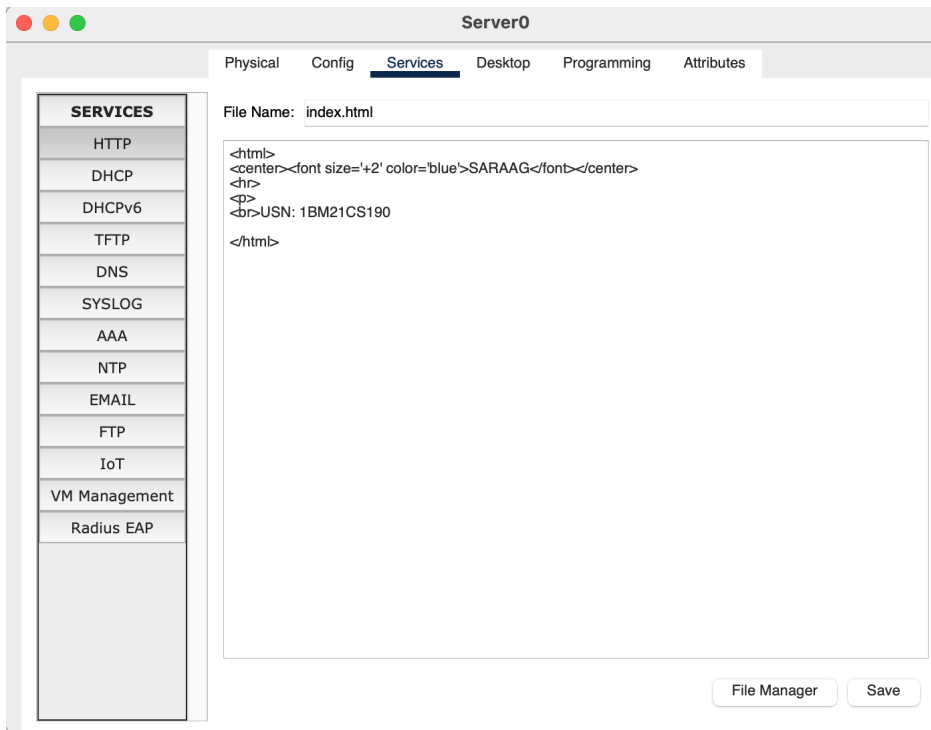 Server0
Physical Config Services Desktop Programming Attributes
SERVICES
HTTP
DHCP
DHCPv6
TFTP
DNS
SYSLOG
AAA
NTP
EMAIL
FTP
IoT
VM Management
Radius EAP
File Name: index.html
<html>
<center><font size='+2' color='blue'>SARAAG</font></center>
<hr>
<p>
<br>USN: 1BM21CS190
</html>
File Manager Save